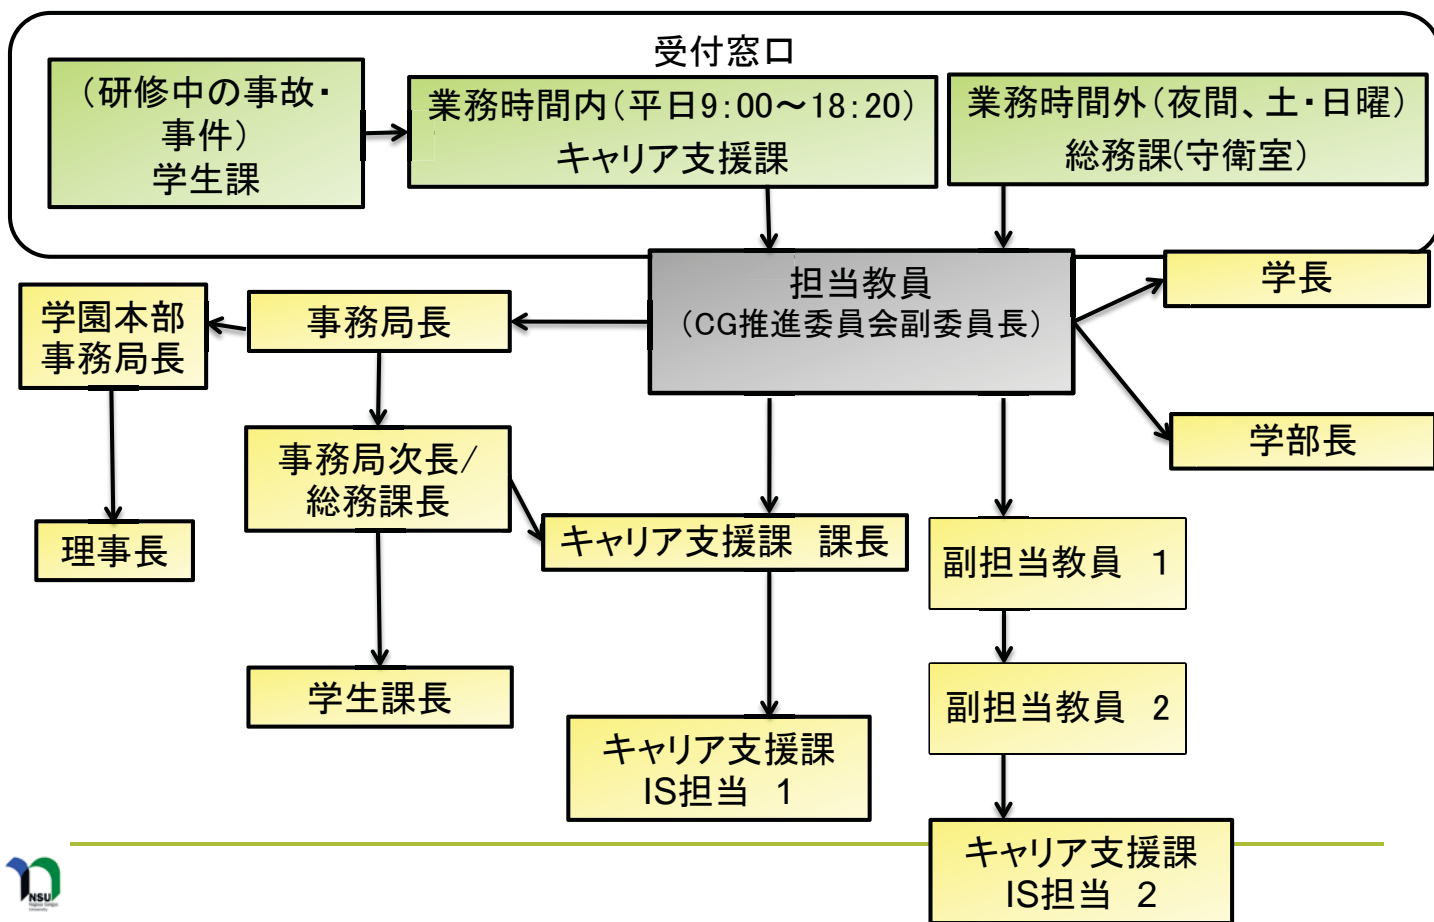 受付窓口
（研修中の事故・
事件）
学生課
業務時間内（平日9:00～18:20）
キャリア支援課
業務時間外（夜間、土・日曜）
総務課(守衛室）
担当教員
（CG推進委員会副委員長）
学長
学園本部
事務局長
事務局長
学部長
事務局次長/
総務課長
理事長
キャリア支援課　課長
副担当教員　1
学生課長
副担当教員　2
キャリア支援課
IS担当　1
キャリア支援課
IS担当　2
NSU